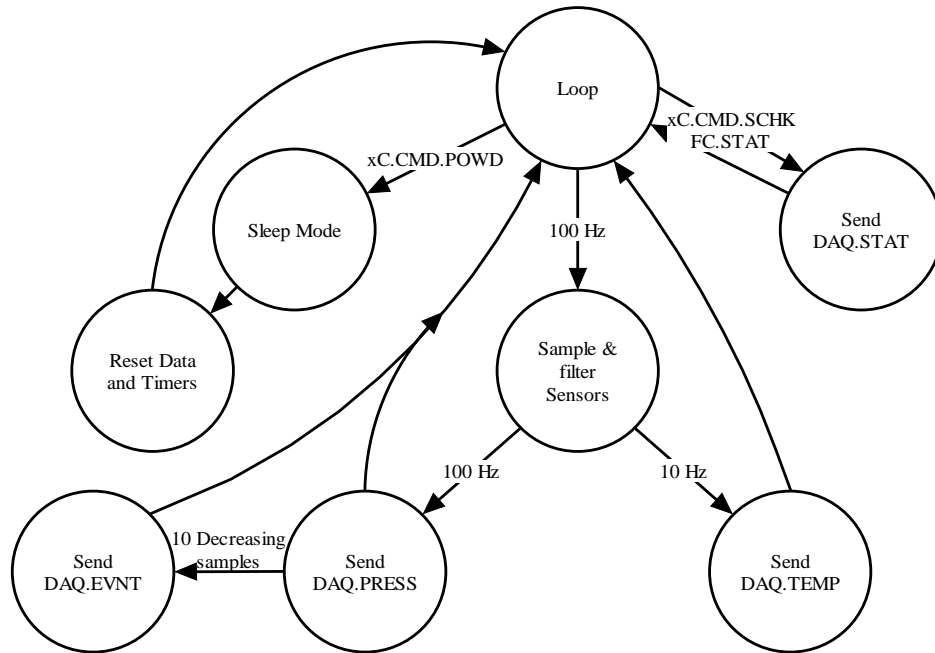 Loop
xC.CMD.SCHK
FC.STAT
xC.CMD.POWD
Sleep Mode
100 Hz
Send
DAQ.STAT
Reset Data
and Timers
Sample &
filter
Sensors
100 Hz
10 Hz
10 Decreasing
samples
Send
DAQ.EVNT
Send
DAQ.PRESS
Send
DAQ.TEMP